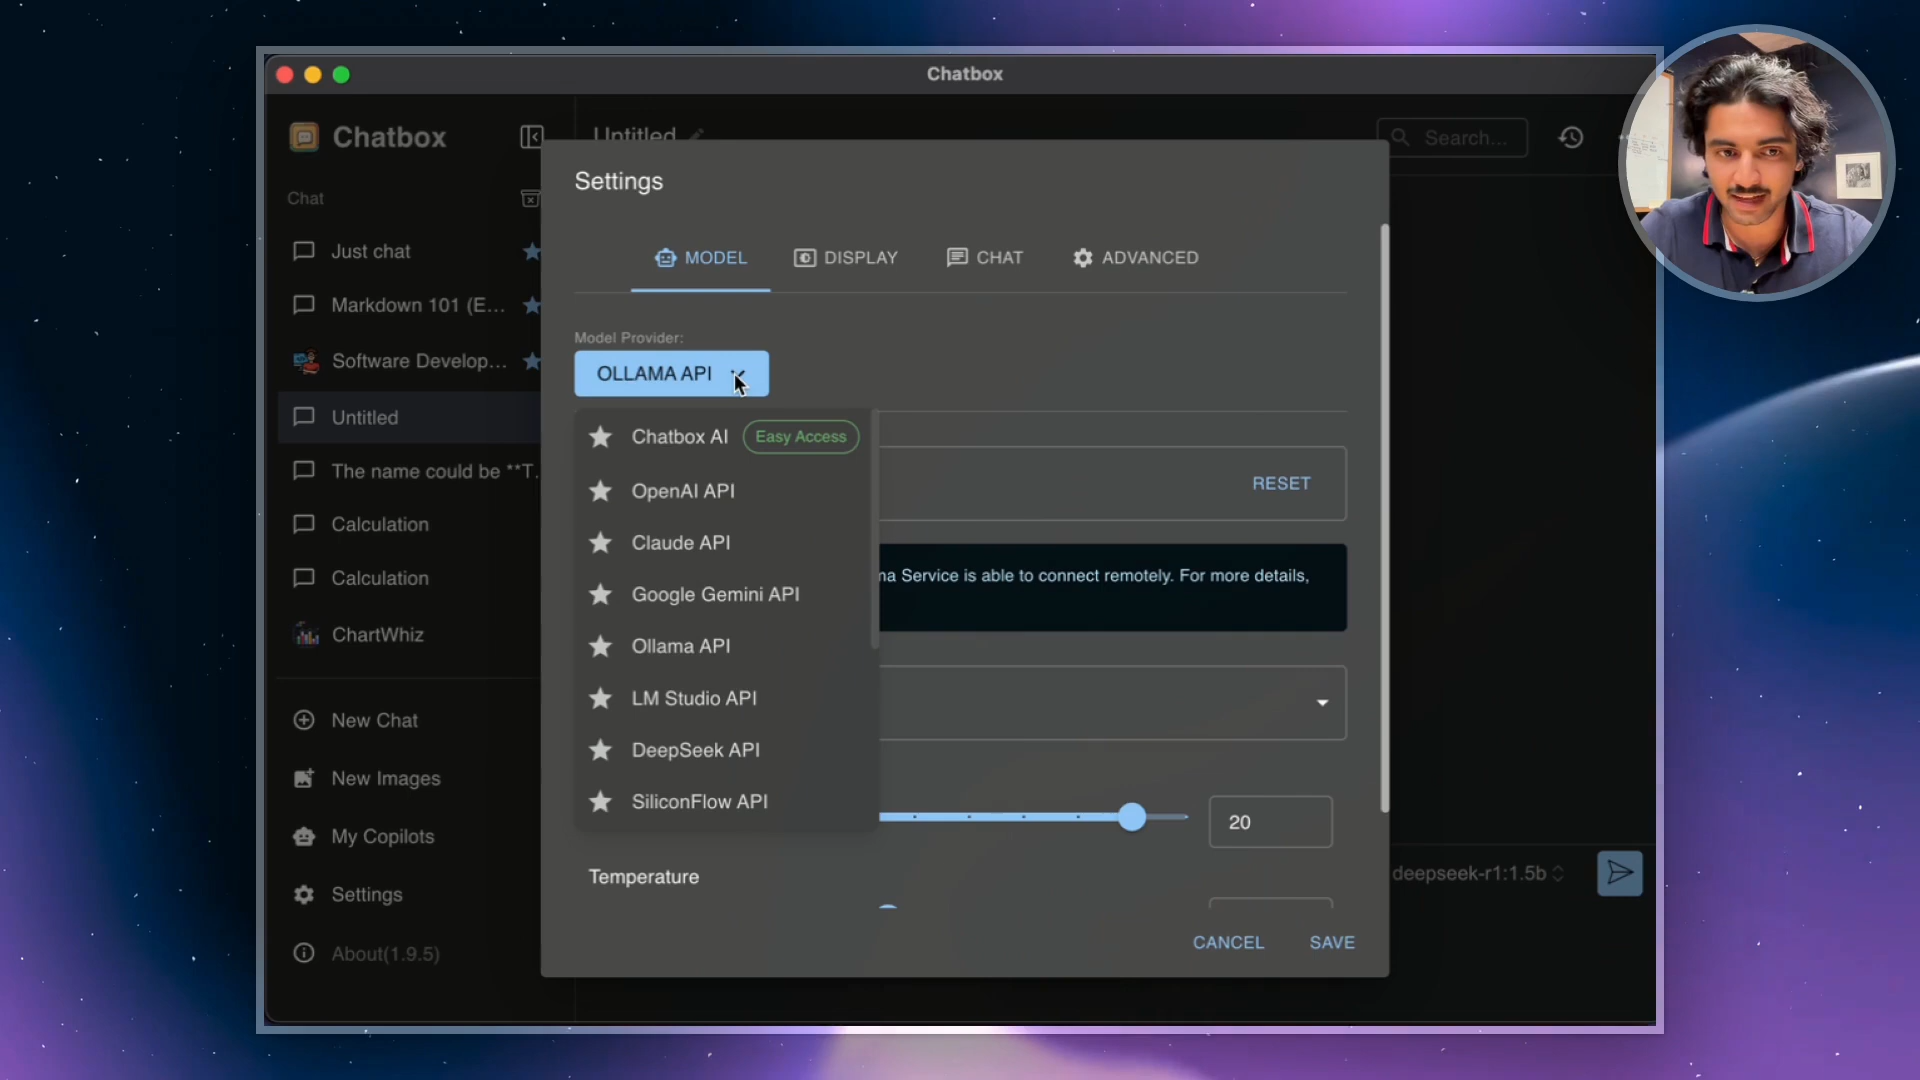 Chatbox
Chatbox
Untitled
Search...
Chat
Just chat
Markdown 101 (E...
Software Develop...
Untitled
The name could be **T.
Calculation
Calculation
ChartWhiz
New Chat
New Images
My Copilots
Settings
About(1.9.5)
Settings
MODEL
DISPLAY
CHAT
ADVANCED
Model Provider:
OLLAMA API
Chatbox AI
Easy Access
OpenAI API
Claude API
Google Gemini API
Ollama API
LM Studio API
DeepSeek API
SiliconFlow API
RESET
na Service is able to connect remotely. For more details,
20
Temperature
CANCEL
SAVE
deepseek-r1:1.5b